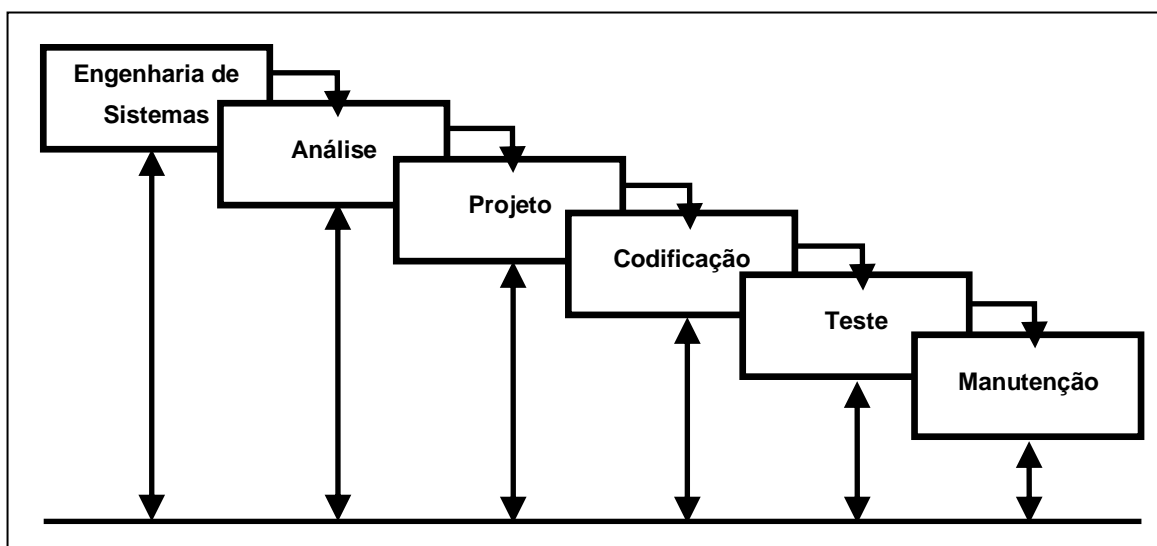 Engenharia de
Sistemas
Análise
Projeto
Codificação
Teste
Manutenção